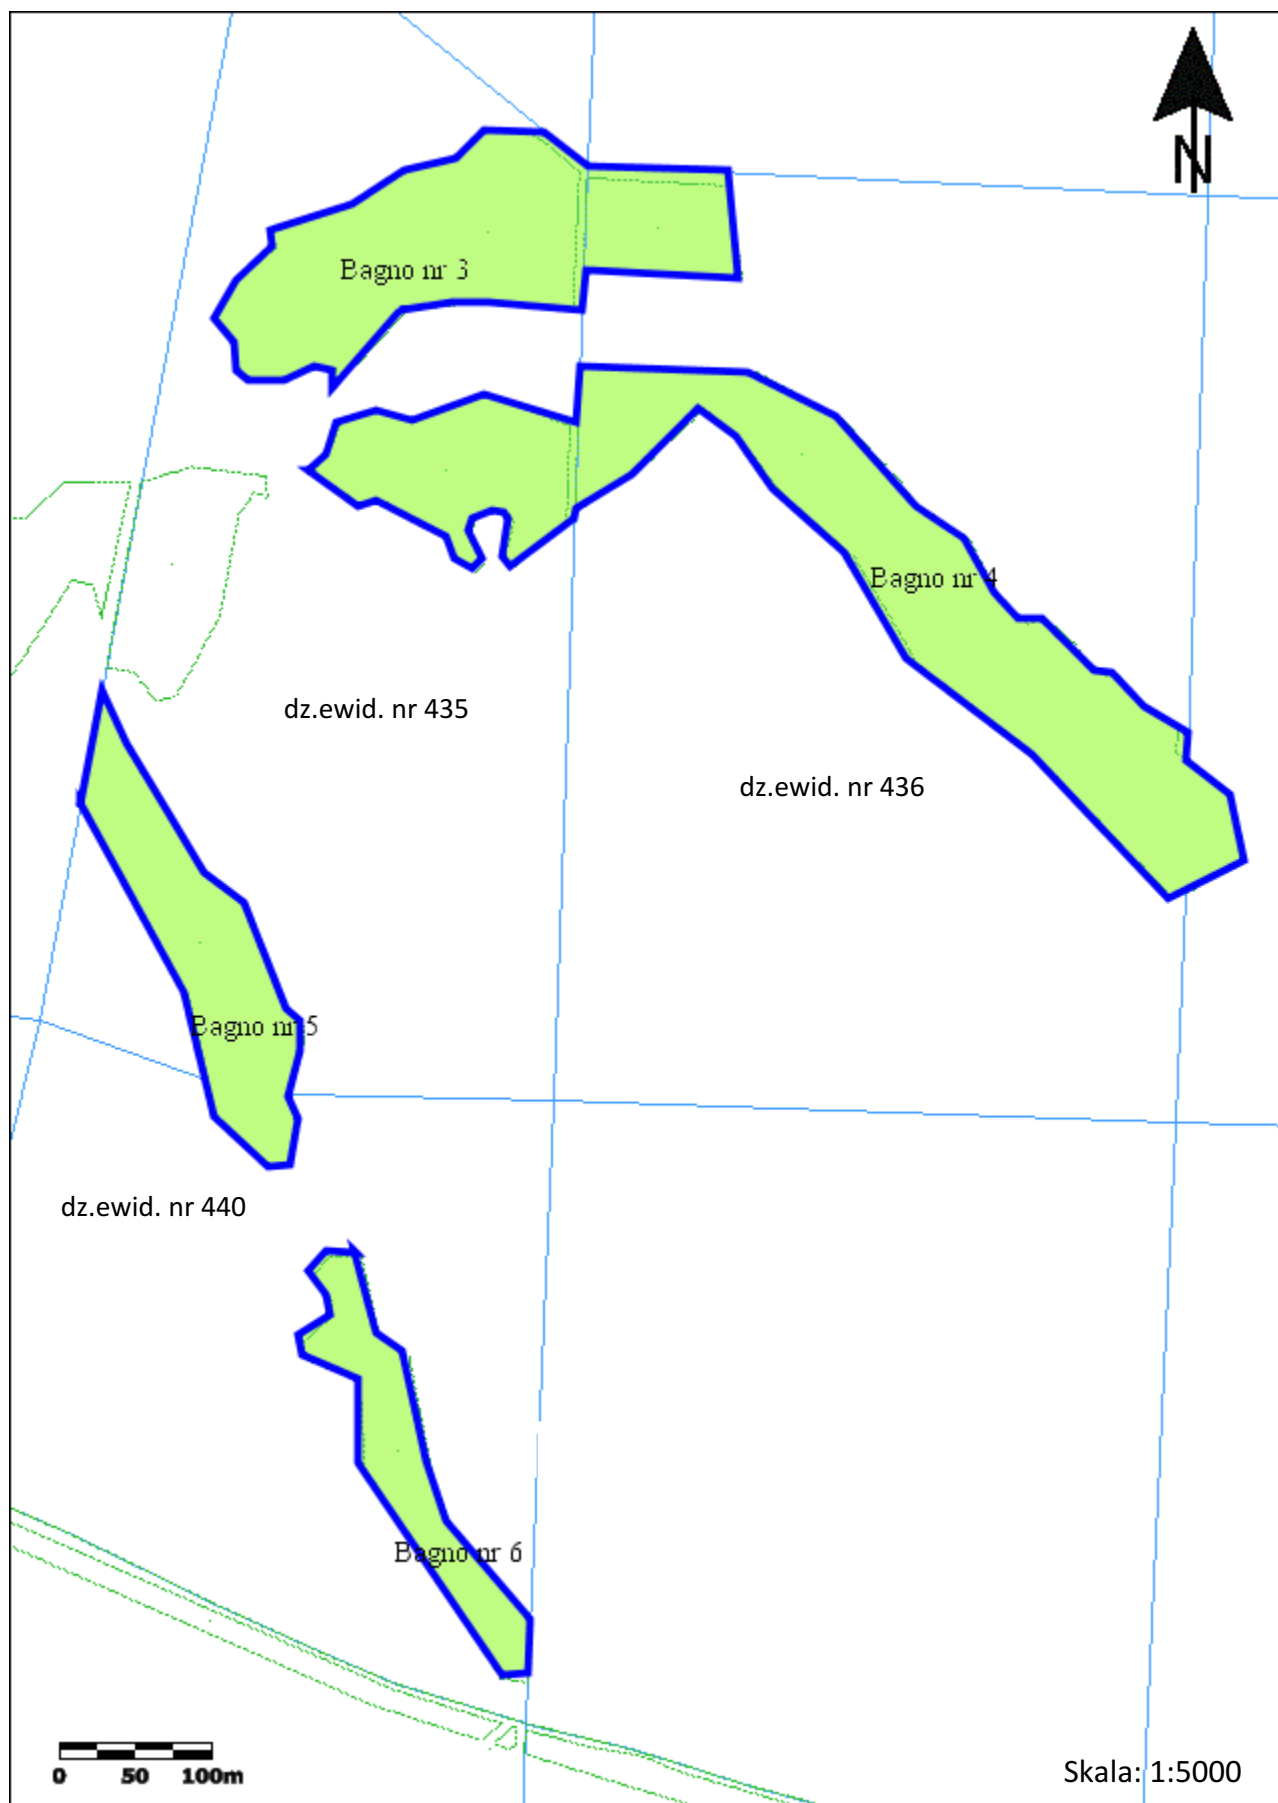 N
Bagno nr 3
Bagno nr 4
dz.ewid. nr 435
dz.ewid. nr 436
Bagno nr 5
dz.ewid. nr 440
Bagno nr 6
0 50 100m
Skala: 1:5000